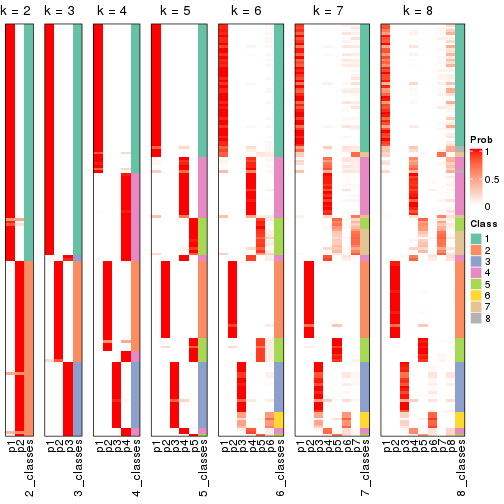 k = 2
k = 3
k = 4
k = 5
k = 6
k = 7
k = 8
Prob
1
0.5
0
Class
1
2
3
4
5
6
7
8
p1
p2
2_classes
p1
p2
p3
3_classes
p1
p2
p3
p4
4_classes
p1
p2
p3
p4
p5
5_classes
p1
p2
p3
p4
p5
p6
6_classes
p1
p2
p3
p4
p5
p6
p7
7_classes
p1
p2
p3
p4
p5
p6
p7
p8
8_classes